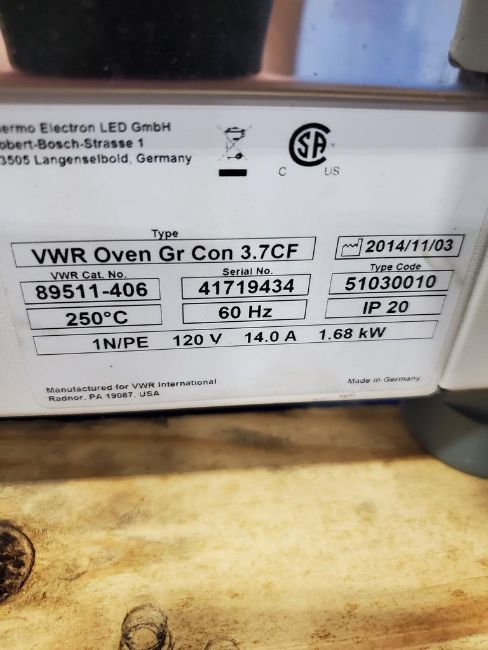 ermo Electron LED GmbH
obert-Bosch-Strasse 1
3505 Langenselbold, Germany
CSA
C US
Type
VWR Oven Gr Con 3.7CF
2014/11/03
VWR Cat. No.
Serial No.
Type Code
89511-406
41719434
51030010
250°C
60 Hz
IP 20
1N/PE 120 V 14.0 A 1.68 kW
Manufactured for VWR International
Radnor, PA 19087, USA
Made in Germany